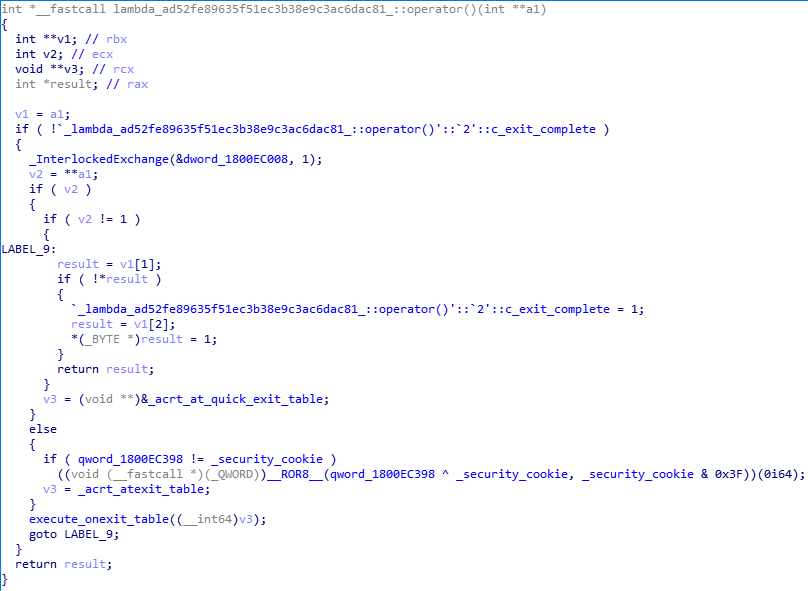 int *__fastcall lambda_ad52fe89635f51ec3b38e9c3ac6dac81_::operator()(int **a1)
{
  int **v1; // rbx
  int v2; // ecx
  void **v3; // rcx
  int *result; // rax

  v1 = a1;
  if ( !`_lambda_ad52fe89635f51ec3b38e9c3ac6dac81_::operator()'::`2'::c_exit_complete )
  {
    _InterlockedExchange(&dword_1800EC008, 1);
    v2 = **a1;
    if ( v2 )
    {
      if ( v2 != 1 )
      {
LABEL_9:
        result = v1[1];
        if ( !*result )
        {
          `_lambda_ad52fe89635f51ec3b38e9c3ac6dac81_::operator()'::`2'::c_exit_complete = 1;
          result = v1[2];
          *(_BYTE *)result = 1;
        }
        return result;
      }
      v3 = (void **)&_acrt_at_quick_exit_table;
    }
    else
    {
      if ( qword_1800EC398 != _security_cookie )
        ((void (__fastcall *)(_QWORD))__ROR8__(qword_1800EC398 ^ _security_cookie, _security_cookie & 0x3F))(0i64);
      v3 = _acrt_atexit_table;
    }
    execute_onexit_table((__int64)v3);
    goto LABEL_9;
  }
  return result;
}